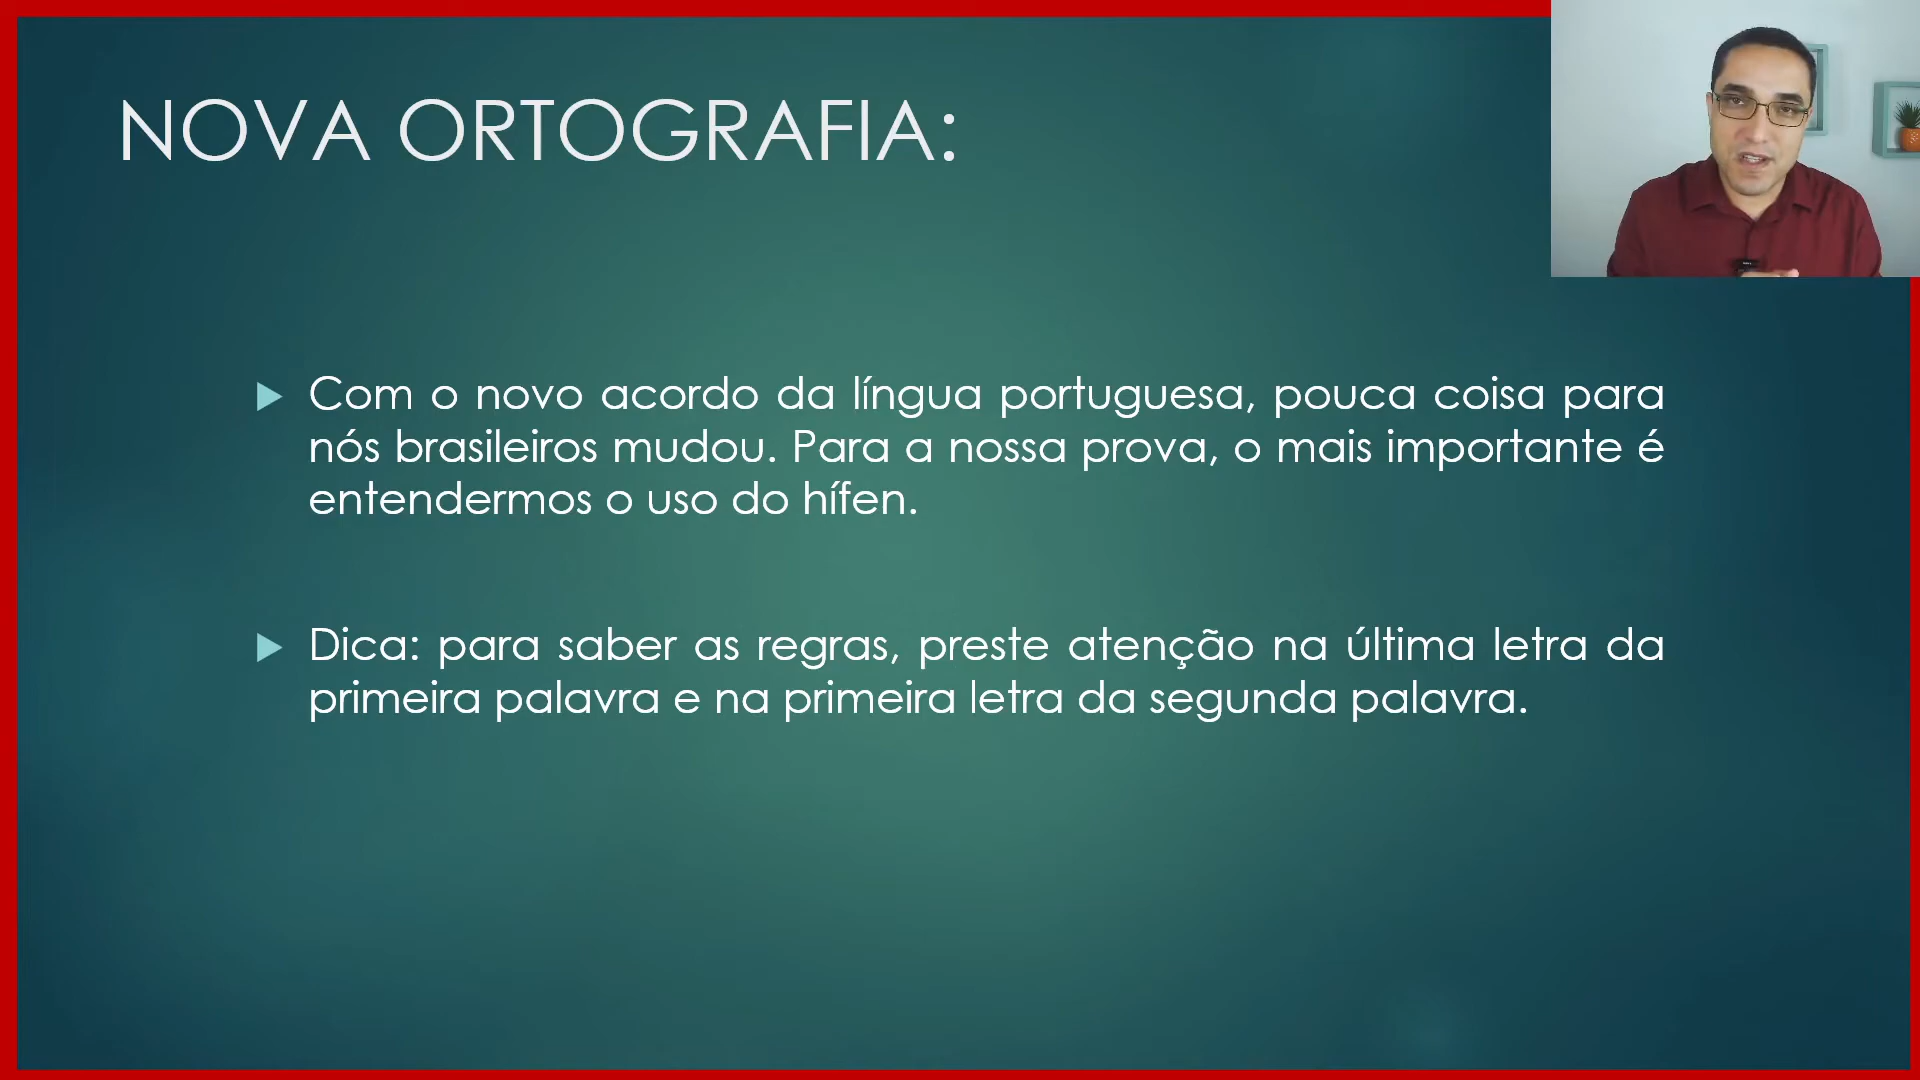 NOVA ORTOGRAFIA:
Com o novo acordo da língua portuguesa, pouca coisa para
nós brasileiros mudou. Para a nossa prova, o mais importante é
entendermos o uso do hífen.
Dica: para saber as regras, preste atenção na última letra da
primeira palavra e na primeira letra da segunda palavra.